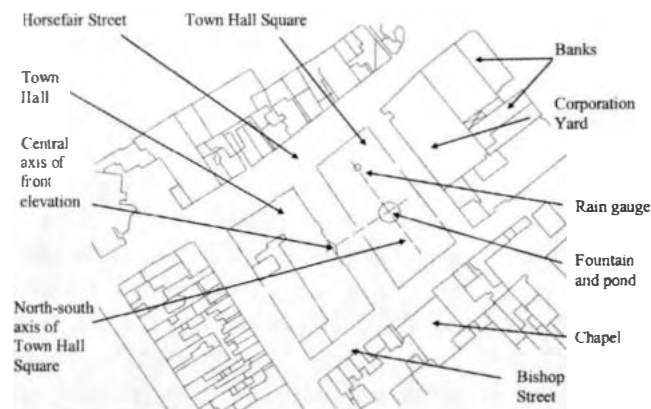 Horsefair Street
Town Hall Square
Banks
Town
Hall
Corporation
Yard
Central
axis of
front
elevation
Rain gauge
Fountain
and pond
North-south
axis of
Town Hall
Square
Chapel
Bishop
Street